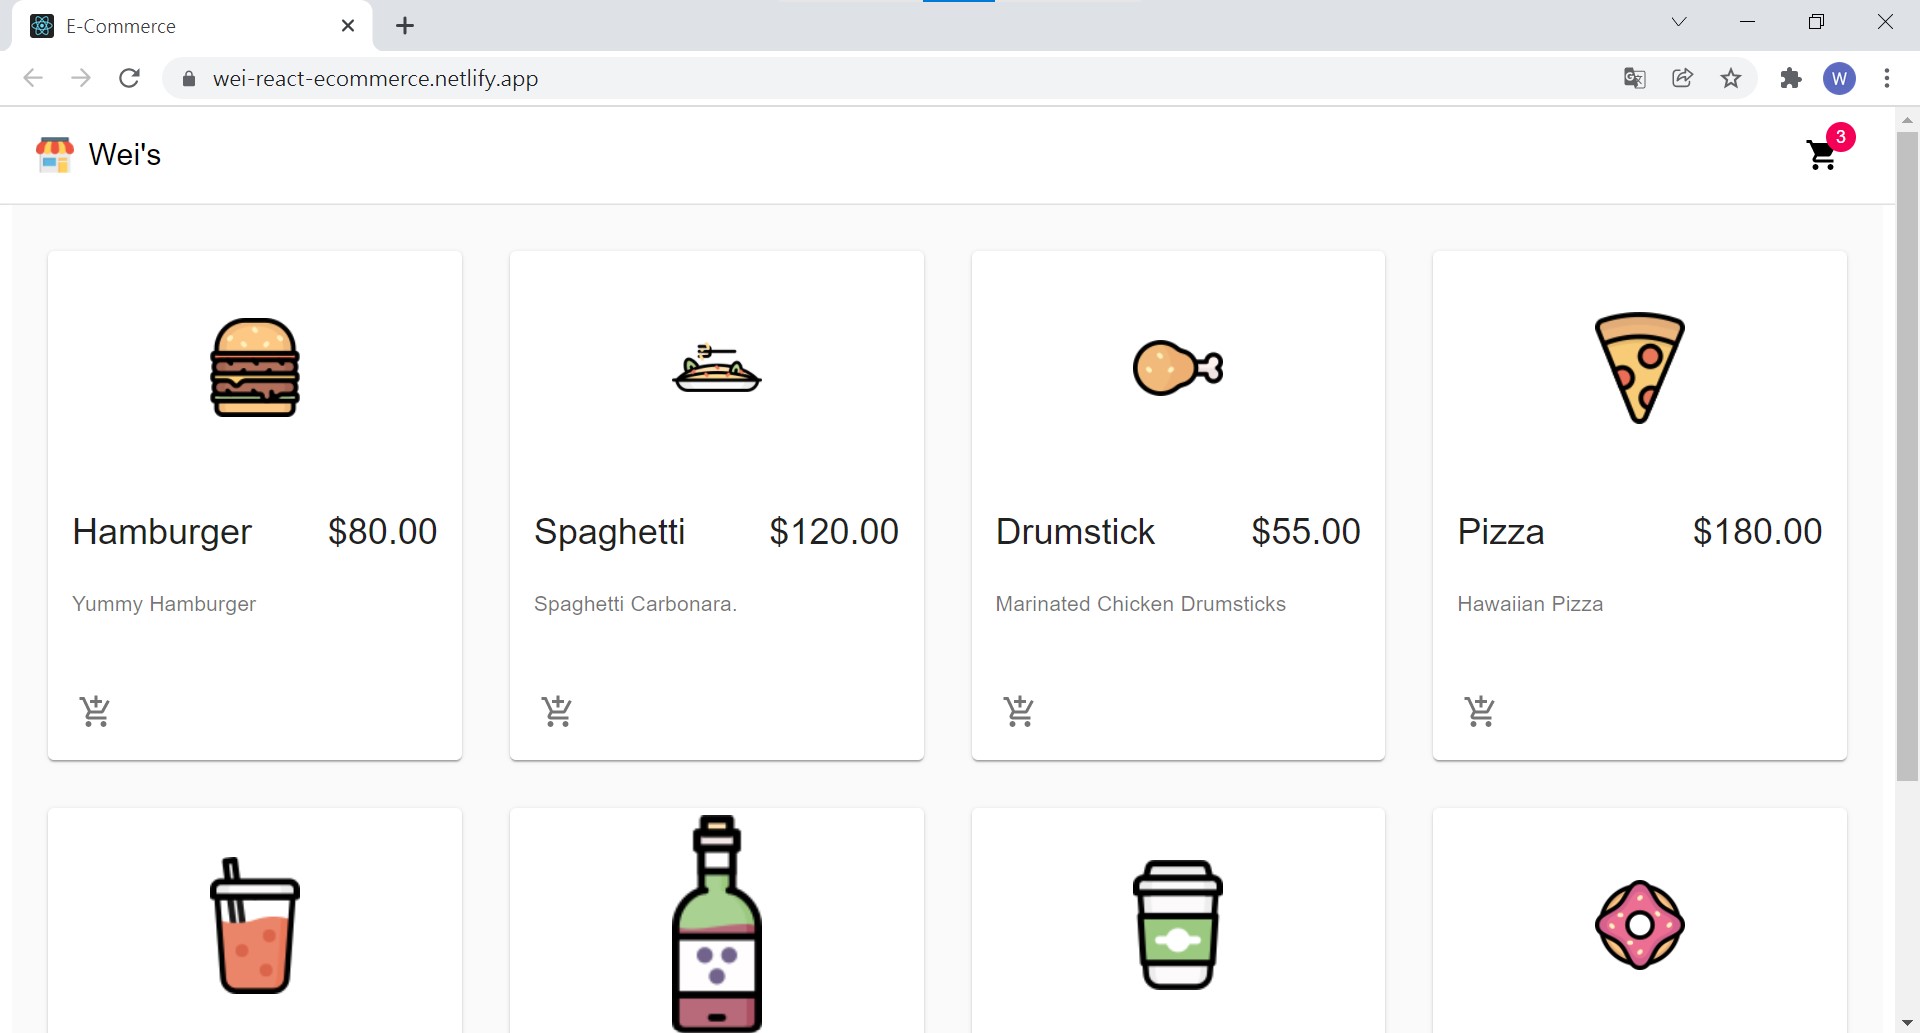 E-Commerce
wei-react-ecommerce.netlify.app
W
Wei's
3
Hamburger $80.00
Yummy Hamburger
Spaghetti $120.00
Spaghetti Carbonara.
Drumstick $55.00
Marinated Chicken Drumsticks
Pizza $180.00
Hawaiian Pizza